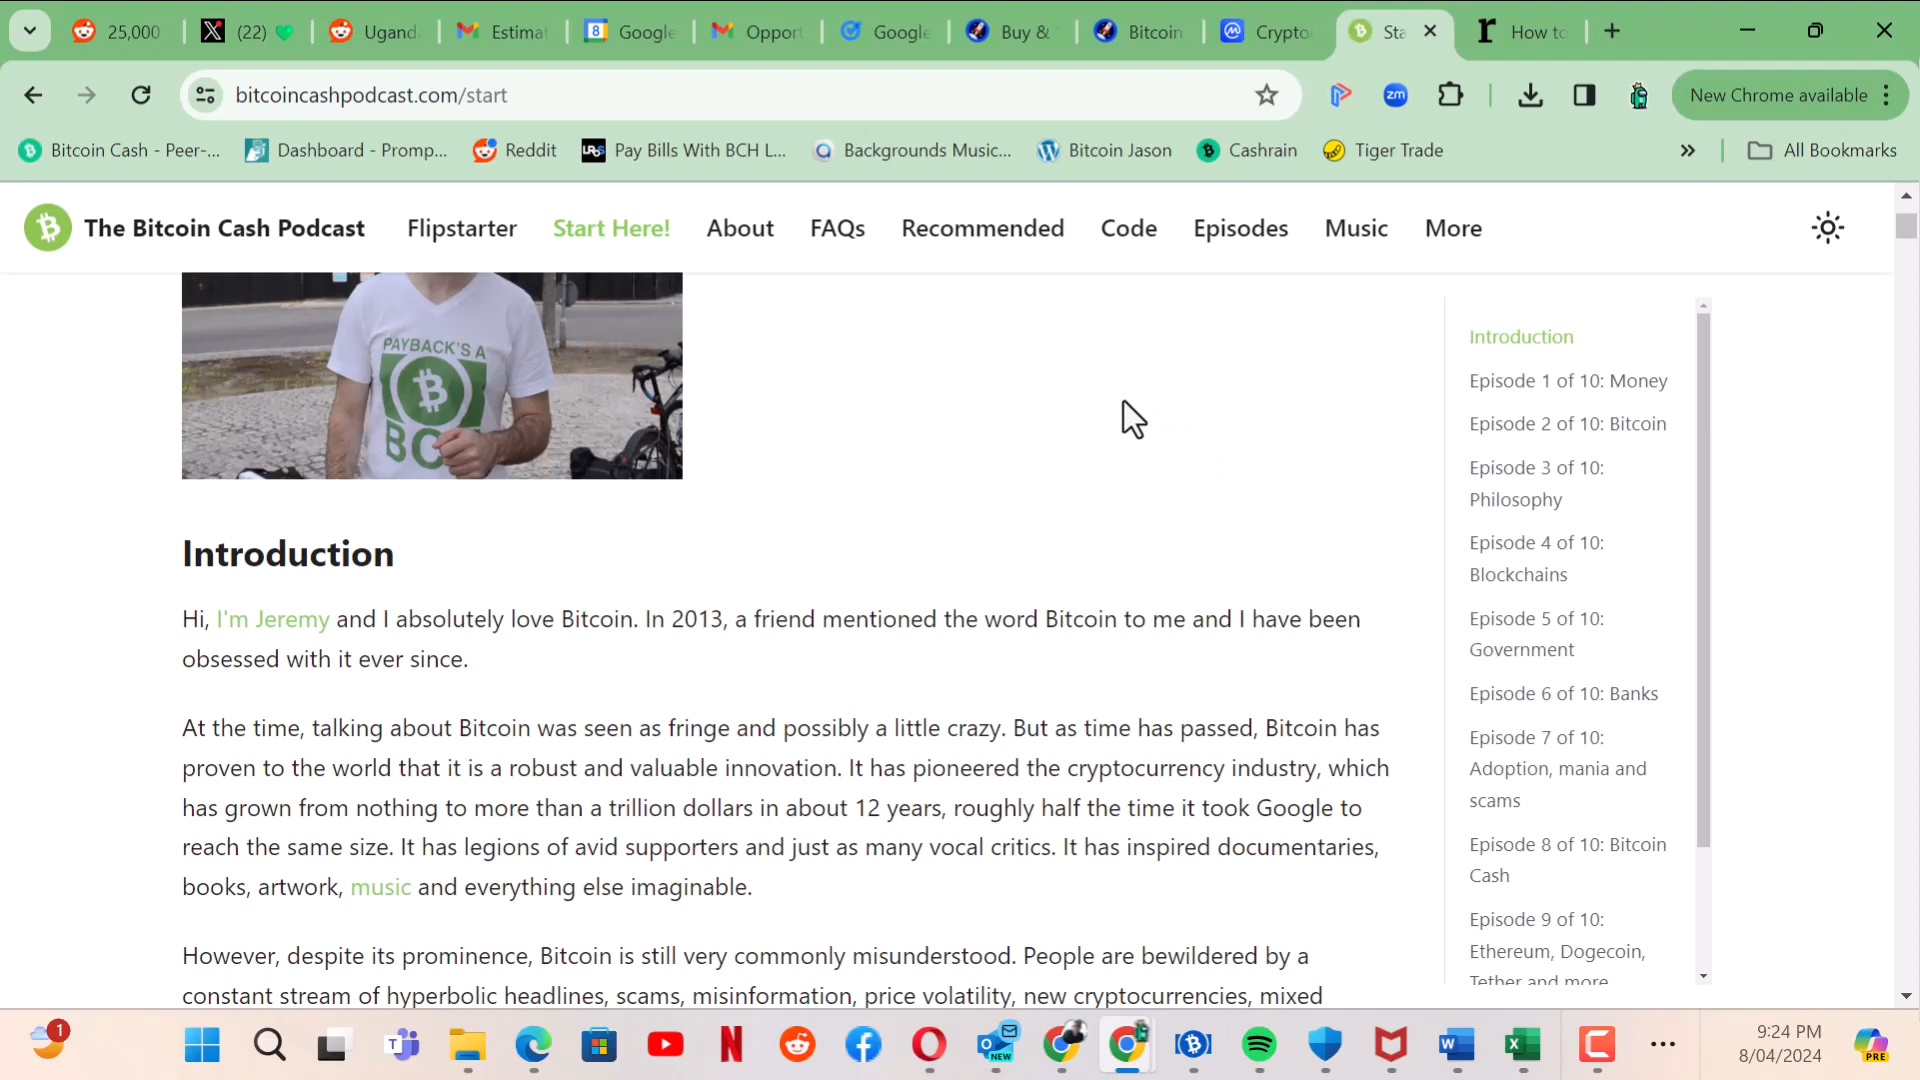 25,000
(22)
Ugand
Estimat
Google
Opport
Google
Buy &
Bitcoin
Crypto
Sta
How to
bitcoincashpodcast.com/start
New Chrome available
Bitcoin Cash - Peer-...
Dashboard - Promp...
Reddit
Pay Bills With BCH L...
Backgrounds Music...
Bitcoin Jason
Cashrain
Tiger Trade
All Bookmarks
The Bitcoin Cash Podcast
Flipstarter
Start Here!
About
FAQs
Recommended
Code
Episodes
Music
More
PAYBACK'S A
BC
Introduction
Hi, I'm Jeremy and I absolutely love Bitcoin. In 2013, a friend mentioned the word Bitcoin to me and I have been
obsessed with it ever since.
At the time, talking about Bitcoin was seen as fringe and possibly a little crazy. But as time has passed, Bitcoin has
proven to the world that it is a robust and valuable innovation. It has pioneered the cryptocurrency industry, which
has grown from nothing to more than a trillion dollars in about 12 years, roughly half the time it took Google to
reach the same size. It has legions of avid supporters and just as many vocal critics. It has inspired documentaries,
books, artwork, music and everything else imaginable.
However, despite its prominence, Bitcoin is still very commonly misunderstood. People are bewildered by a
constant stream of hyperbolic headlines, scams, misinformation, price volatility, new cryptocurrencies, mixed
Introduction
Episode 1 of 10: Money
Episode 2 of 10: Bitcoin
Episode 3 of 10:
Philosophy
Episode 4 of 10:
Blockchains
Episode 5 of 10:
Government
Episode 6 of 10: Banks
Episode 7 of 10:
Adoption, mania and
scams
Episode 8 of 10: Bitcoin
Cash
Episode 9 of 10:
Ethereum, Dogecoin,
Tether and more
1
NEW
9:24 PM
8/04/2024
PRE